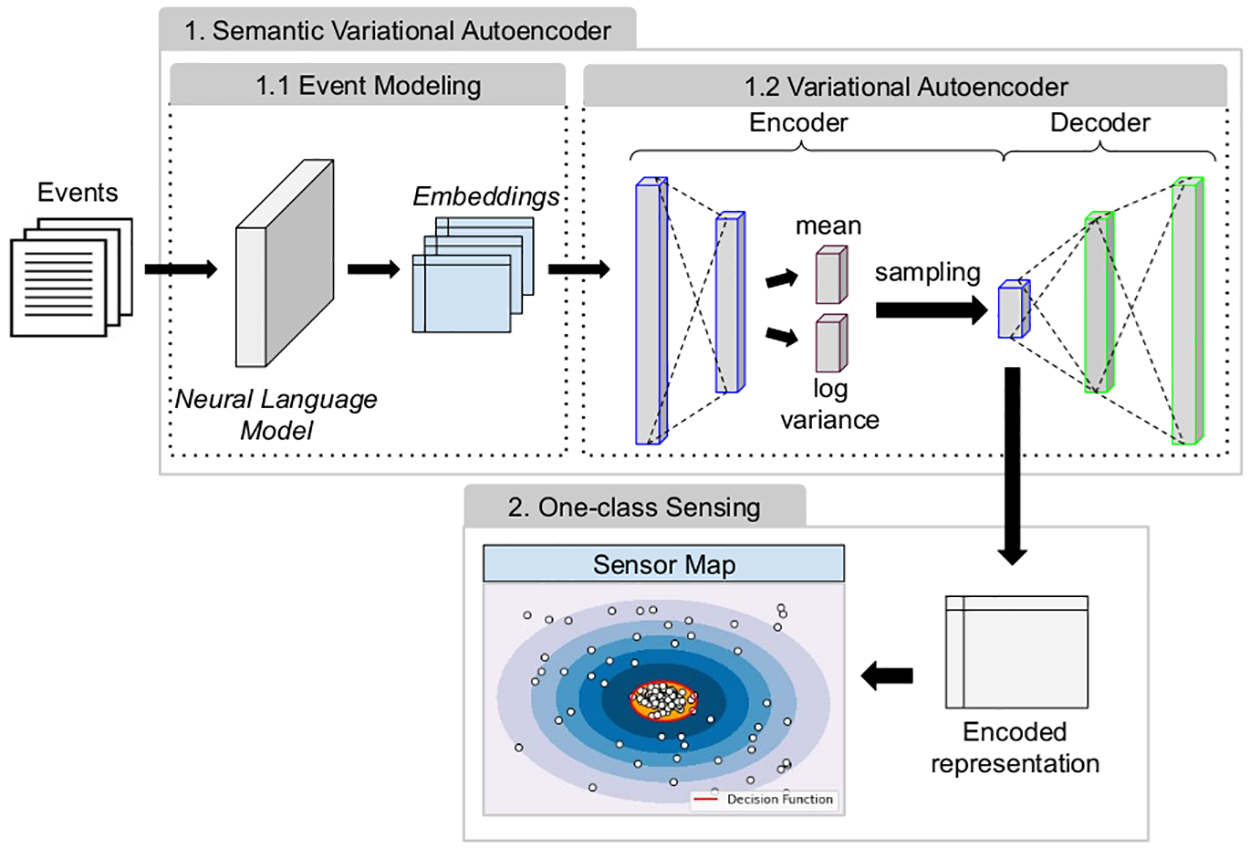 1. Semantic Variational Autoencoder
1.1 Event Modeling
1.2 Variational Autoencoder
Encoder
Decoder
Events
Embeddings
mean
sampling
Neural Language
Model
log
variance
2. One-class Sensing
Sensor Map
Decision Function
Encoded
representation